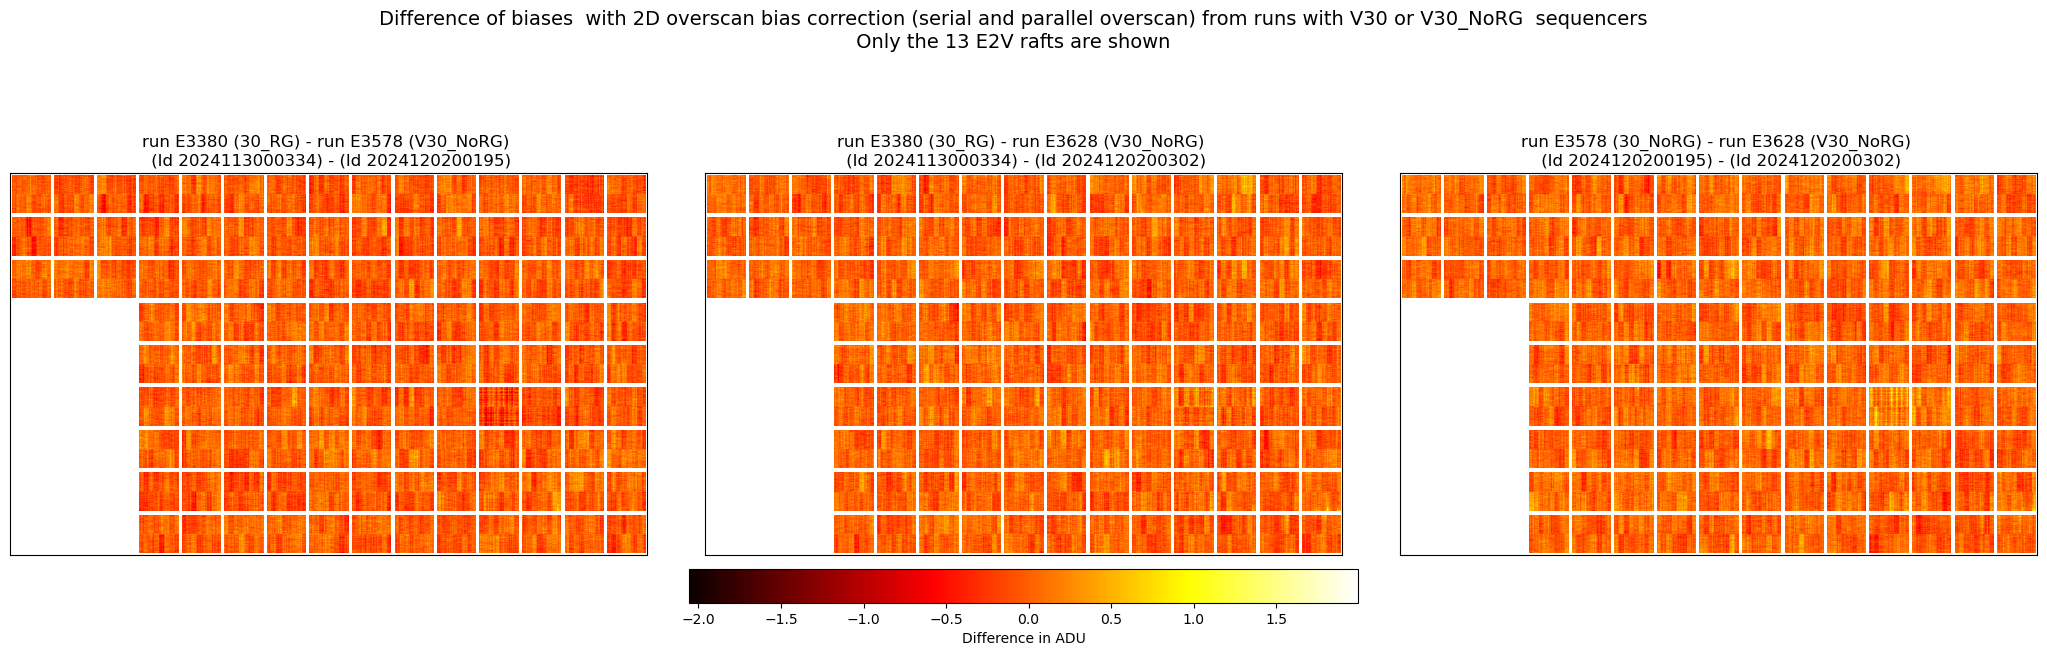 Difference of biases  with 2D overscan bias correction (serial and parallel overscan) from runs with V30 or V30_NoRG  sequencers
Only the 13 E2V rafts are shown
run E3380 (30_RG) - run E3578 (V30_NoRG)
(Id 2024113000334) - (Id 2024120200195)
run E3380 (30_RG) - run E3628 (V30_NoRG)
(Id 2024113000334) - (Id 2024120200302)
run E3578 (30_NoRG) - run E3628 (V30_NoRG)
(Id 2024120200195) - (Id 2024120200302)
−2.0 −1.5 −1.0 −0.5 0.0 0.5 1.0 1.5
Difference in ADU